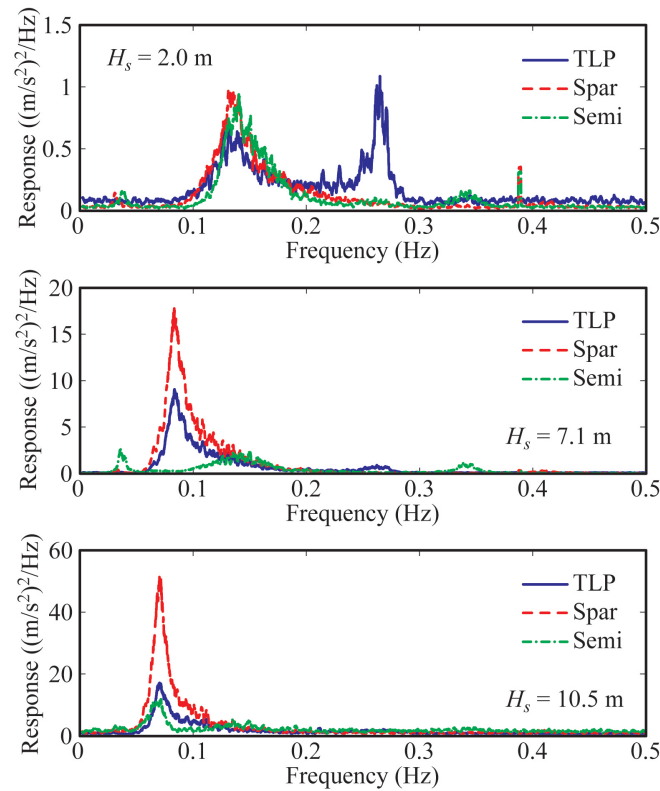 1.5
1
0.5
0
Response ((m/s²)²/Hz)
Hₛ = 2.0 m
TLP
Spar
Semi
0 0.1 0.2 0.3 0.4 0.5
Frequency (Hz)
20
15
10
5
0
Response ((m/s²)²/Hz)
TLP
Spar
Semi
Hₛ = 7.1 m
0 0.1 0.2 0.3 0.4 0.5
Frequency (Hz)
60
40
20
0
Response ((m/s²)²/Hz)
TLP
Spar
Semi
Hₛ = 10.5 m
0 0.1 0.2 0.3 0.4 0.5
Frequency (Hz)